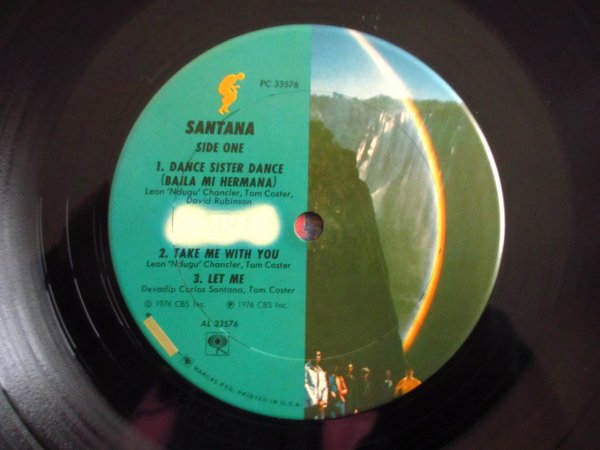 PC 33576
SANTANA
SIDE ONE
1. DANCE SISTER DANCE
(BAILA MI HERMANA)
Leon 'Ndugu' Chancler, Tom Coster,
David Rubinson
2. TAKE ME WITH YOU
Leon 'Ndugu' Chancler, Tom Coster
3. LET ME
Devadip Carlos Santana, Tom Coster
© 1976 CBS Inc. ℗ 1976 CBS Inc.
AL 33576
MARCAS REG. PRINTED IN U.S.A.